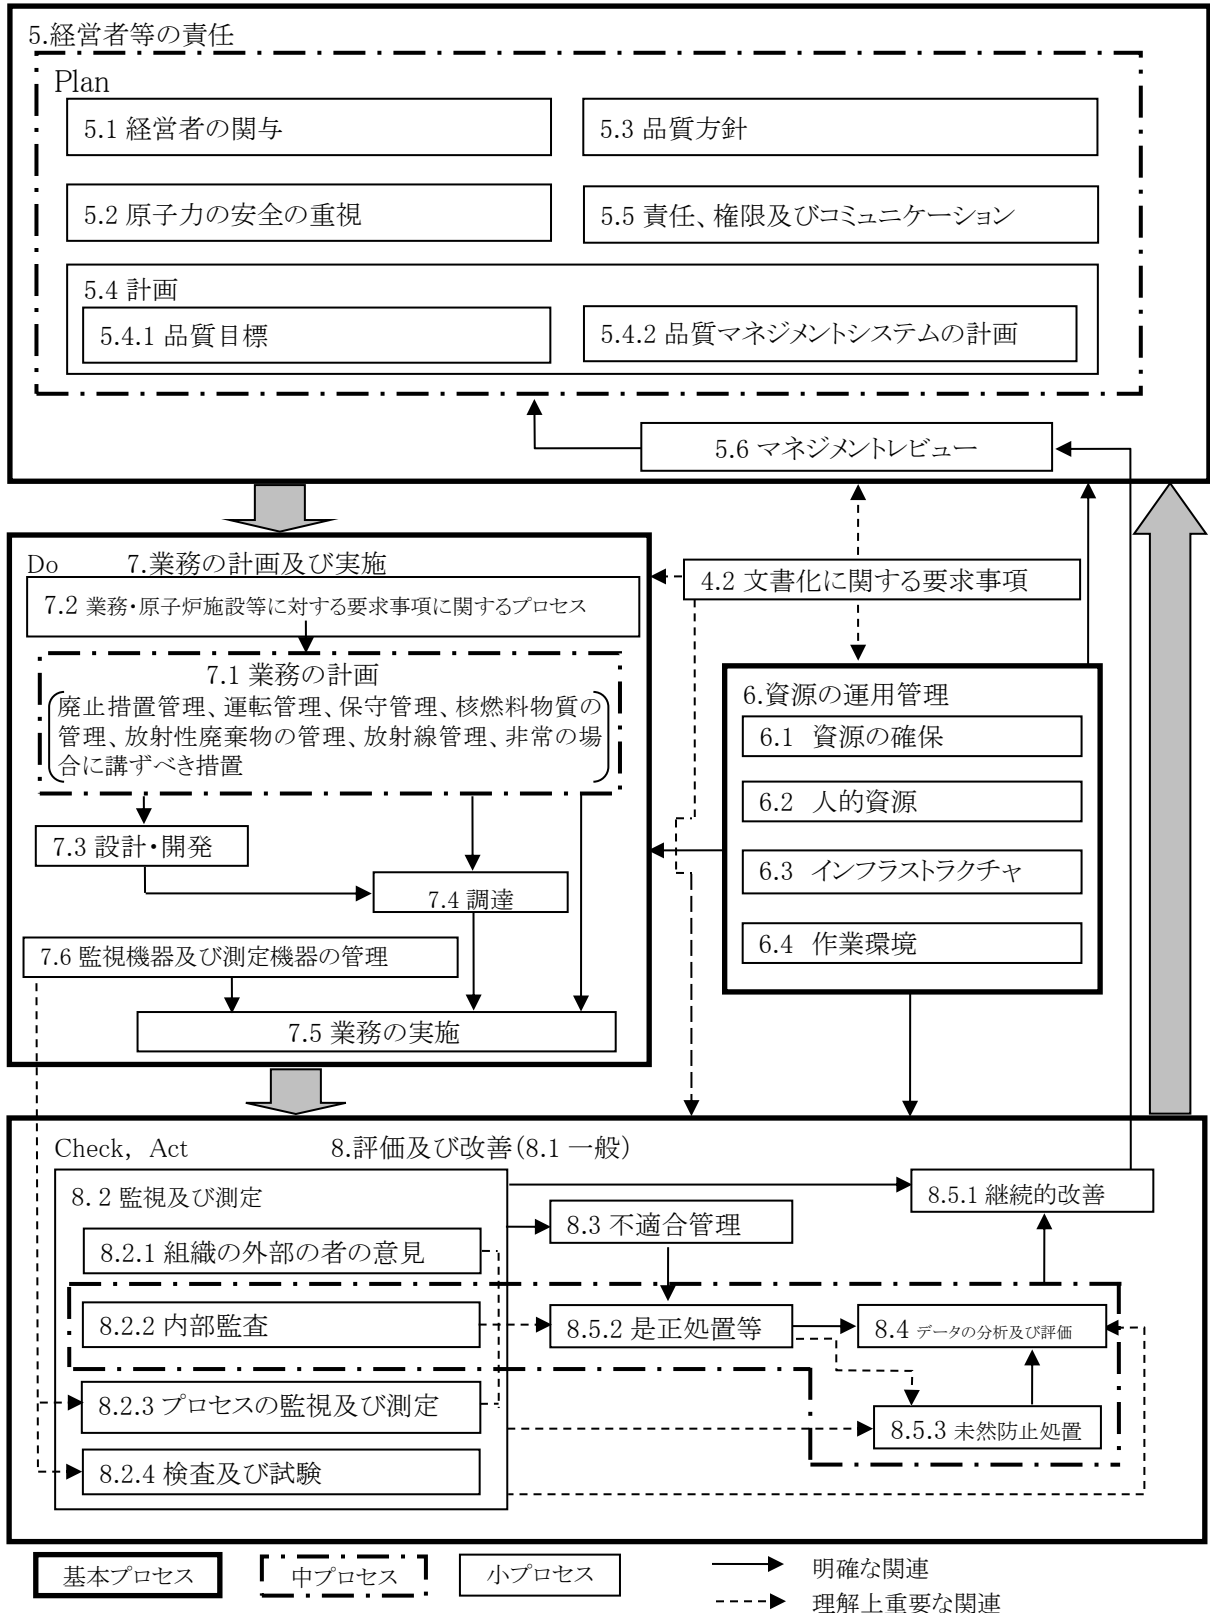 5.経営者等の責任
Plan
5.1 経営者の関与
5.3 品質方針
5.2 原子力の安全の重視
5.5 責任、権限及びコミュニケーション
5.4 計画
5.4.1 品質目標
5.4.2 品質マネジメントシステムの計画
5.6 マネジメントレビュー
Do 7.業務の計画及び実施
7.2 業務・原子炉施設等に対する要求事項に関するプロセス
7.1 業務の計画
廃止措置管理、運転管理、保守管理、核燃料物質の
管理、放射性廃棄物の管理、放射線管理、非常の場
合に講ずべき措置
7.3 設計・開発
7.4 調達
7.6 監視機器及び測定機器の管理
7.5 業務の実施
4.2 文書化に関する要求事項
6.資源の運用管理
6.1 資源の確保
6.2 人的資源
6.3 インフラストラクチャ
6.4 作業環境
Check, Act 8.評価及び改善(8.1 一般)
8. 2 監視及び測定
8.5.1 継続的改善
8.3 不適合管理
8.2.1 組織の外部の者の意見
8.2.2 内部監査
8.5.2 是正処置等
8.4 データの分析及び評価
8.2.3 プロセスの監視及び測定
8.5.3 未然防止処置
8.2.4 検査及び試験
基本プロセス
中プロセス
小プロセス
明確な関連
理解上重要な関連